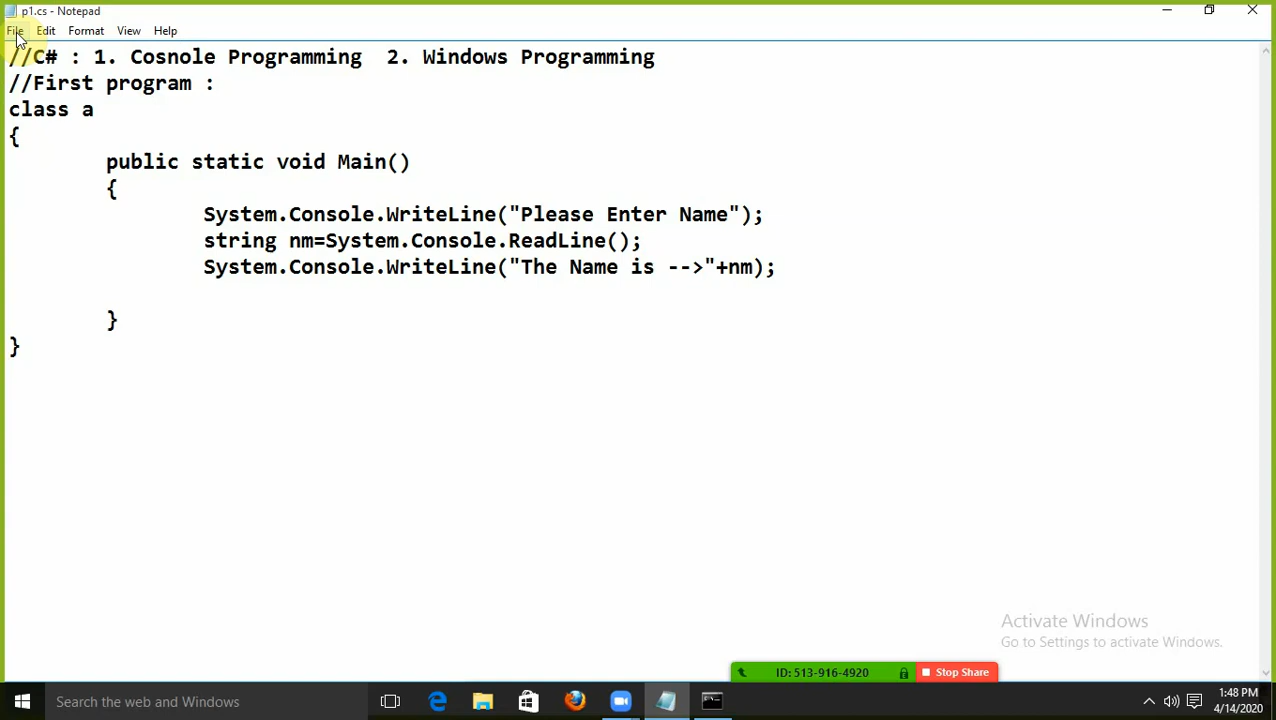 p1.cs - Notepad
File Edit Format View Help
//C# : 1. Cosnole Programming 2. Windows Programming
//First program :
class a
{
public static void Main()
{
System.Console.WriteLine("Please Enter Name");
string nm=System.Console.ReadLine();
System.Console.WriteLine("The Name is -->"+nm);
}
}
Activate Windows
Go to Settings to activate Windows.
ID: 513-916-4920 Stop Share
Search the web and Windows
1:48 PM
4/14/2020